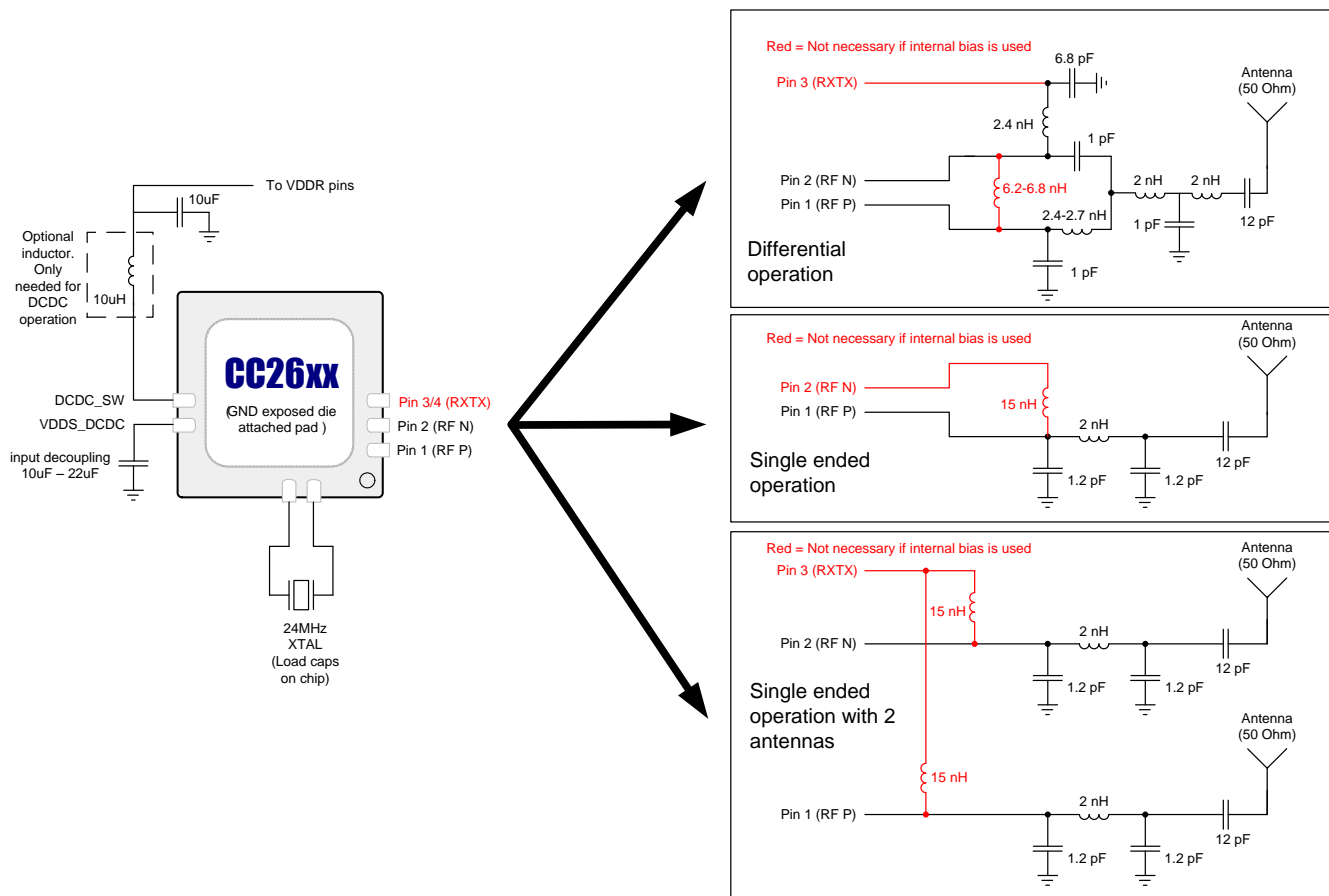 To VDDR pins
10uF
Optional
inductor.
Only
needed for
DCDC
operation
10uH
CC26xx
(GND exposed die
attached pad )
DCDC_SW
VDDS_DCDC
input decoupling
10uF – 22uF
Pin 3/4 (RXTX)
Pin 2 (RF N)
Pin 1 (RF P)
24MHz
XTAL
(Load caps
on chip)
Red = Not necessary if internal bias is used
Pin 3 (RXTX)
6.8 pF
Antenna
(50 Ohm)
2.4 nH
1 pF
Pin 2 (RF N)
Pin 1 (RF P)
6.2-6.8 nH
2 nH
2 nH
2.4-2.7 nH
1 pF
12 pF
1 pF
Differential
operation
Red = Not necessary if internal bias is used
Antenna
(50 Ohm)
Pin 2 (RF N)
Pin 1 (RF P)
15 nH
2 nH
12 pF
1.2 pF
1.2 pF
Single ended
operation
Red = Not necessary if internal bias is used
Pin 3 (RXTX)
Antenna
(50 Ohm)
15 nH
Pin 2 (RF N)
2 nH
12 pF
1.2 pF
1.2 pF
Single ended
operation with 2
antennas
Antenna
(50 Ohm)
15 nH
Pin 1 (RF P)
2 nH
12 pF
1.2 pF
1.2 pF